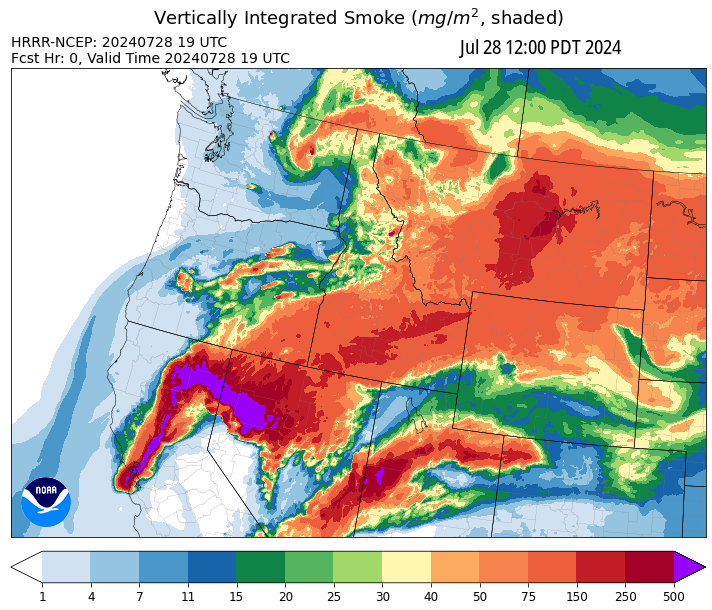 Vertically Integrated Smoke (mg/m², shaded)
HRRR-NCEP: 20240728 19 UTC
Jul 28 12:00 PDT 2024
Fcst Hr: 0, Valid Time 20240728 19 UTC
NOAA
1 4 7 11 15 20 25 30 40 50 75 150 250 500